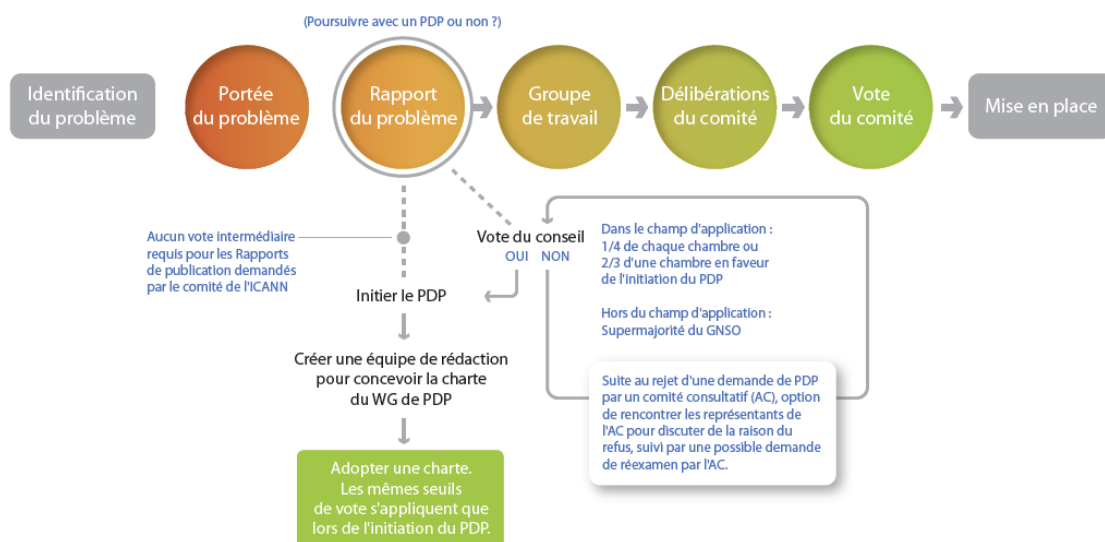 (Poursuivre avec un PDP ou non ?)
Identification
du problème
Portée
du problème
Rapport
du problème
Groupe
de travail
Délibérations
du comité
Vote
du comité
Mise en place
Aucun vote intermédiaire
requis pour les Rapports
de publication demandés
par le comité de l'ICANN
Vote du conseil
OUI NON
Dans le champ d'application :
1/4 de chaque chambre ou
2/3 d'une chambre en faveur
de l'initiation du PDP
Hors du champ d'application :
Supermajorité du GNSO
Initier le PDP
Créer une équipe de rédaction
pour concevoir la charte
du WG de PDP
Suite au rejet d'une demande de PDP
par un comité consultatif (AC), option
de rencontrer les représentants de
l'AC pour discuter de la raison du
refus, suivi par une possible demande
de réexamen par l'AC.
Adopter une charte.
Les mêmes seuils
de vote s'appliquent que
lors de l'initiation du PDP.